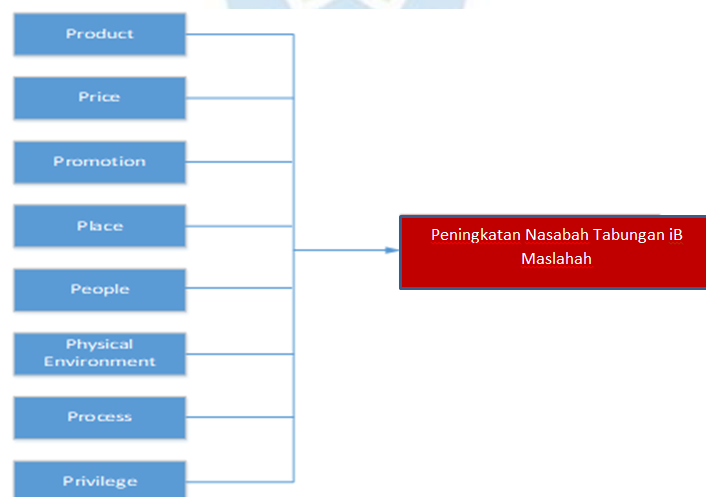 Product
Price
Promotion
Place
People
Physical
Environment
Process
Privilege
Peningkatan Nasabah Tabungan iB
Maslahah